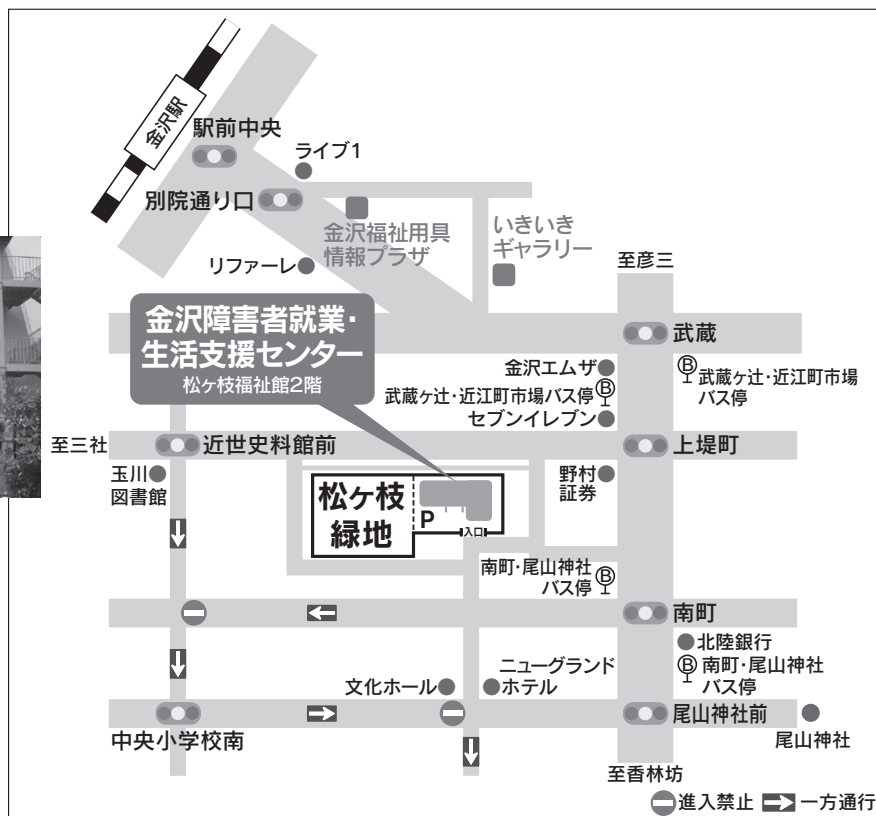 金沢駅
駅前中央
ライブ1
別院通り口
金沢福祉用具
情報プラザ
いきいき
ギャラリー
リファーレ
至彦三
金沢障害者就業・
生活支援センター
松ヶ枝福祉館2階
武蔵
金沢エムザ
武蔵ヶ辻・近江町市場バス停
B
B
武蔵ヶ辻・近江町市場
バス停
セブンイレブン
至三社
近世史料館前
上堤町
玉川
図書館
松ヶ枝
緑地
P
入口
野村
証券
南町・尾山神社
バス停
B
南町
北陸銀行
B
南町・尾山神社
バス停
文化ホール
ニューグランド
ホテル
中央小学校南
尾山神社前
尾山神社
至香林坊
進入禁止
一方通行